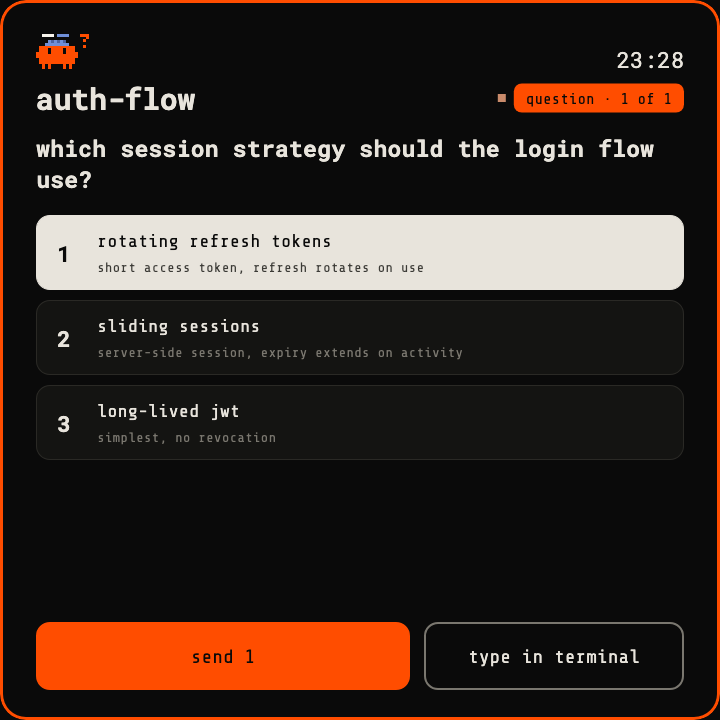 23:28
auth-flow
question · 1 of 1
which session strategy should the login flow
use?
1
rotating refresh tokens
short access token, refresh rotates on use
2
sliding sessions
server-side session, expiry extends on activity
3
long-lived jwt
simplest, no revocation
send 1
type in terminal